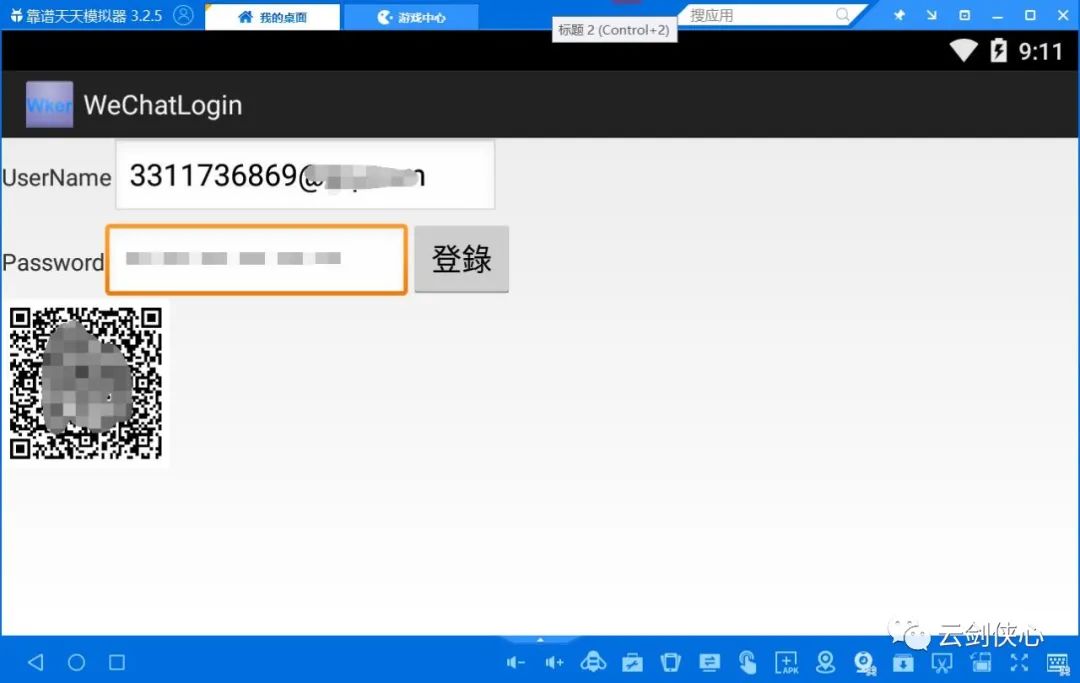 靠谱天天模拟器 3.2.5
我的桌面
游戏中心
搜应用
标题 2 (Control+2)
9:11
Wker
WeChatLogin
UserName
3311736869@
Password
登錄
APK
云剑侠心